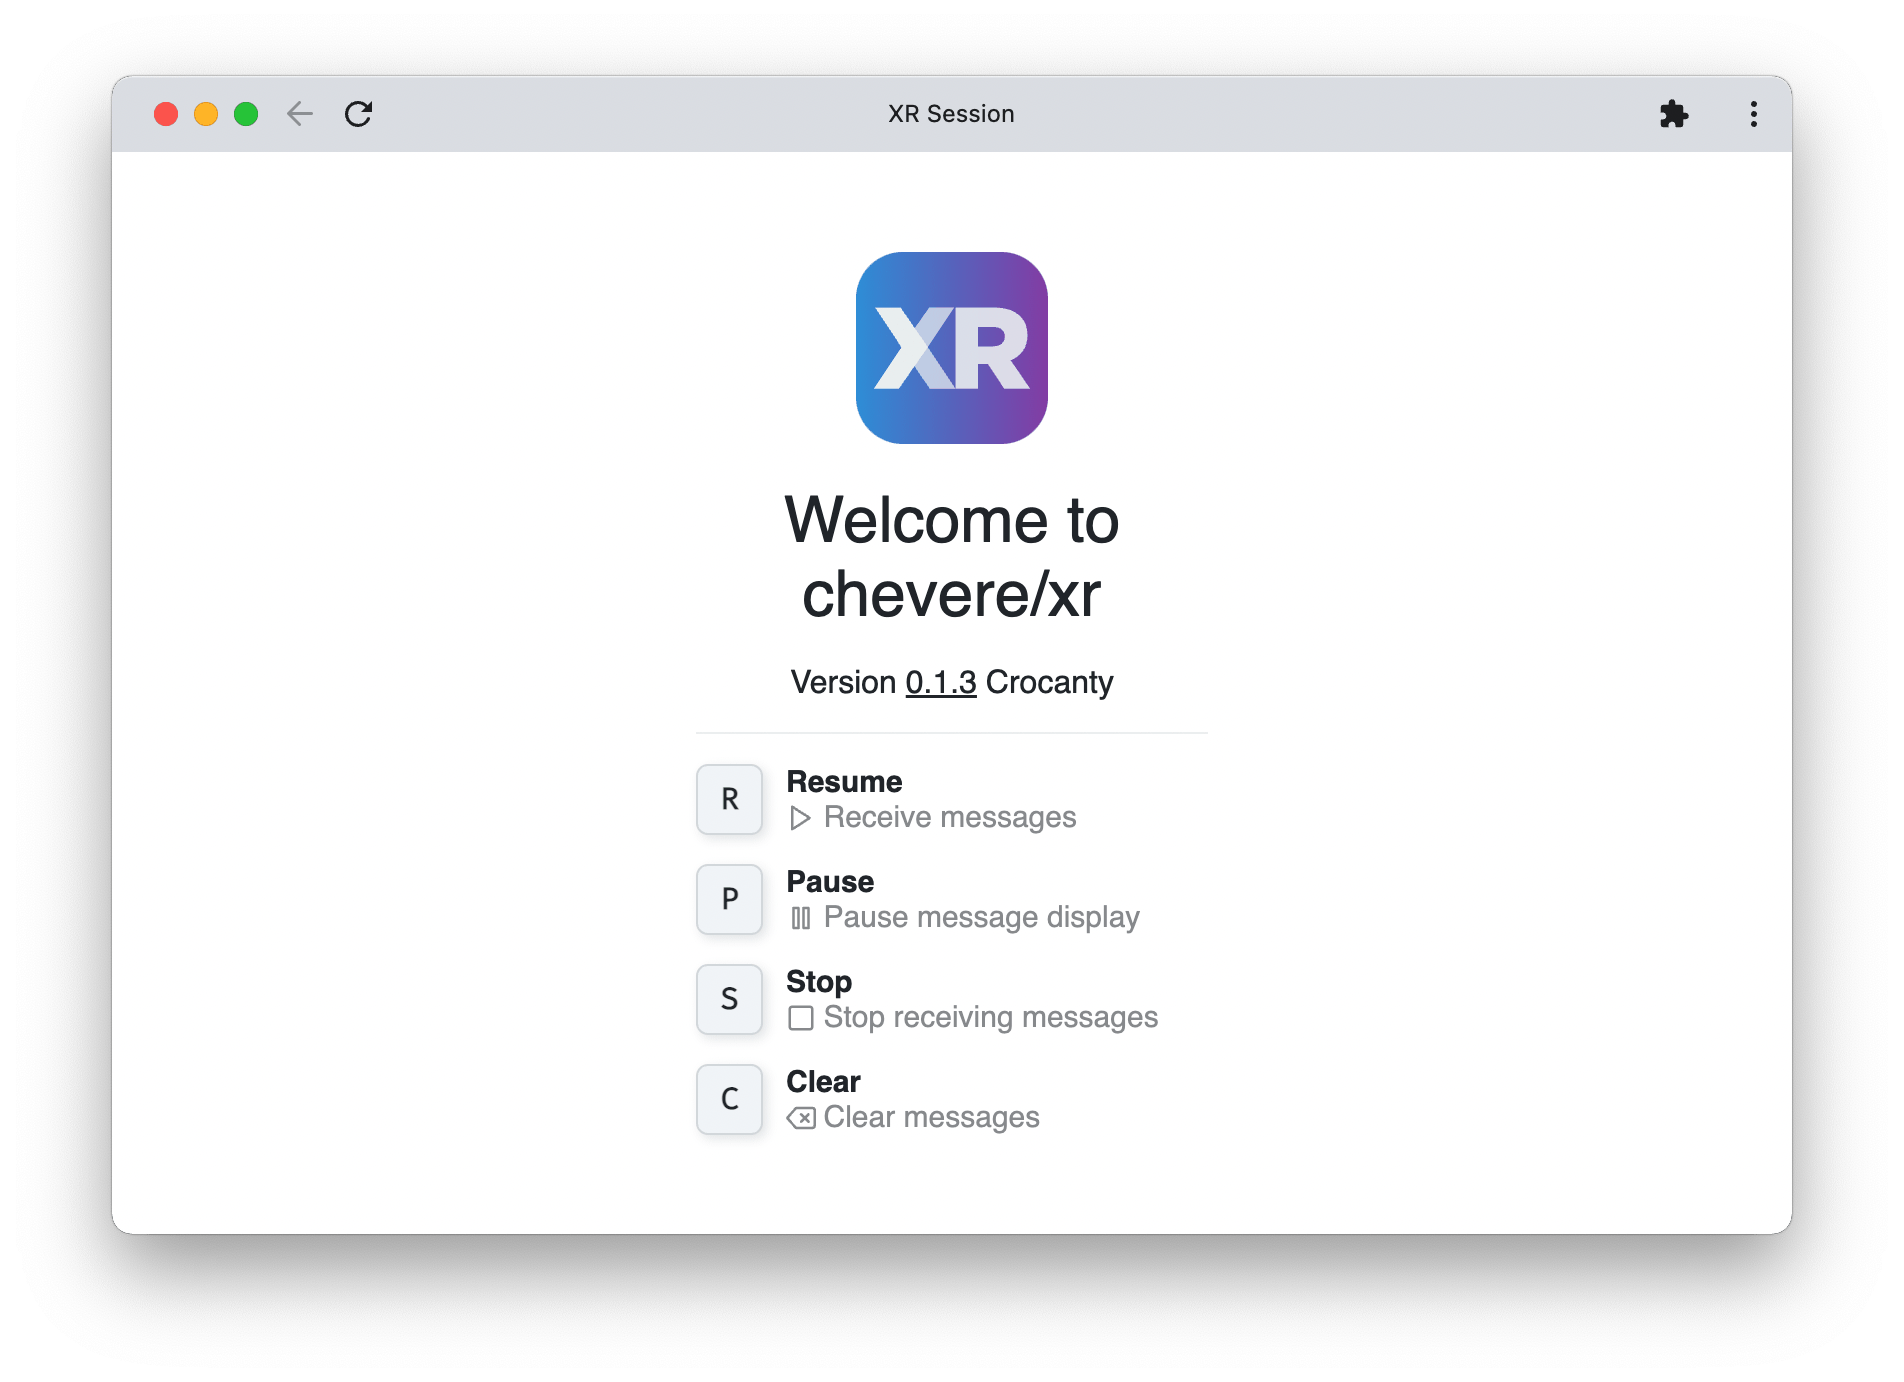 XR Session
XR
Welcome to
chevere/xr
Version 0.1.3 Crocanty
R
Resume
Receive messages
P
Pause
Pause message display
S
Stop
Stop receiving messages
C
Clear
Clear messages